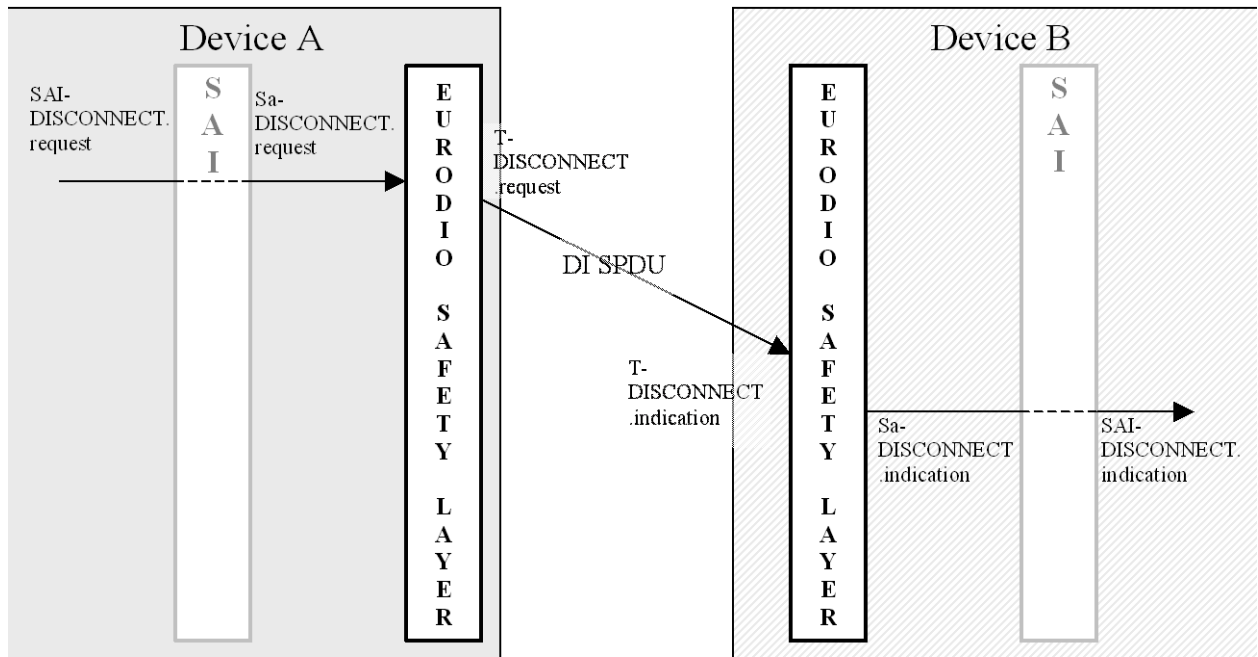 Device A
SAI-
DISCONNECT.
request
S
A
I
Sa-
DISCONNECT.
request
E
U
R
O
D
I
O
S
A
F
E
T
Y
L
A
Y
E
R
T-
DISCONNECT
.request
DI SPDU
T-
DISCONNECT
.indication
Device B
E
U
R
O
D
I
O
S
A
F
E
T
Y
L
A
Y
E
R
Sa-
DISCONNECT
.indication
S
A
I
SAI-
DISCONNECT.
indication